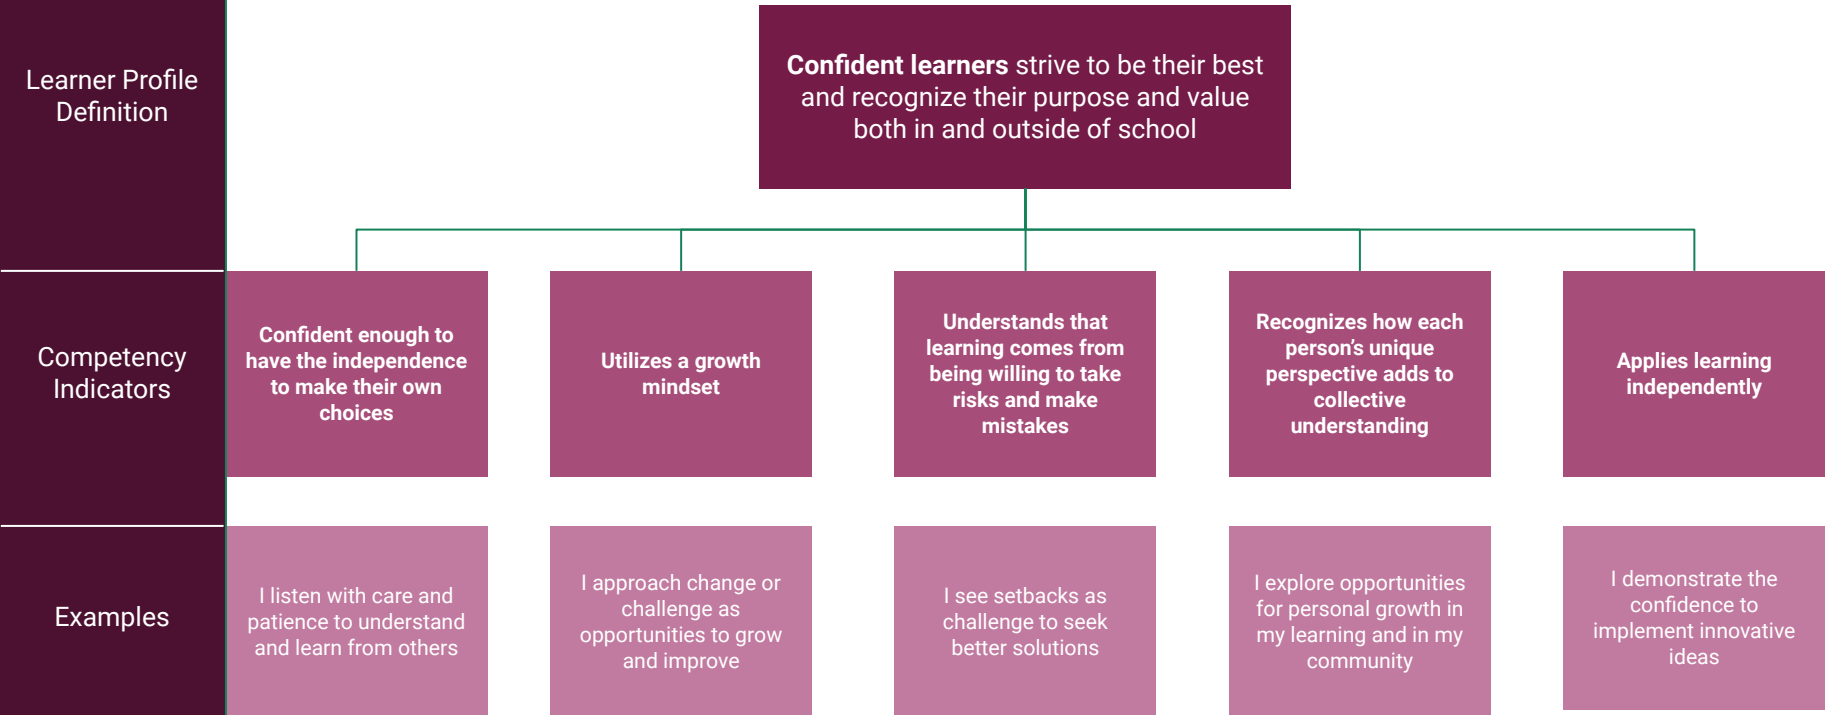 Learner Profile
Definition
Confident learners strive to be their best
and recognize their purpose and value
both in and outside of school
Competency
Indicators
Confident enough to
have the independence
to make their own
choices
Utilizes a growth
mindset
Understands that
learning comes from
being willing to take
risks and make
mistakes
Recognizes how each
person's unique
perspective adds to
collective
understanding
Applies learning
independently
Examples
I listen with care and
patience to understand
and learn from others
I approach change or
challenge as
opportunities to grow
and improve
I see setbacks as
challenge to seek
better solutions
I explore opportunities
for personal growth in
my learning and in my
community
I demonstrate the
confidence to
implement innovative
ideas